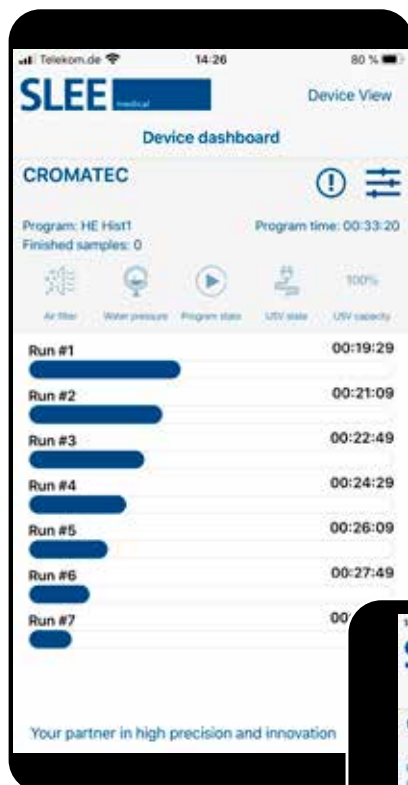 Telekom.de 14:26 80 %
SLEE medical
Device View
Device dashboard
CROMATEC
Program: HE Hist1 Program time: 00:33:20
Finished samples: 0
100%
Air filter Water pressure Program state USV state USV capacity
Run #1 00:19:29
Run #2 00:21:09
Run #3 00:22:49
Run #4 00:24:29
Run #5 00:26:09
Run #6 00:27:49
Run #7 00
Your partner in high precision and innovation